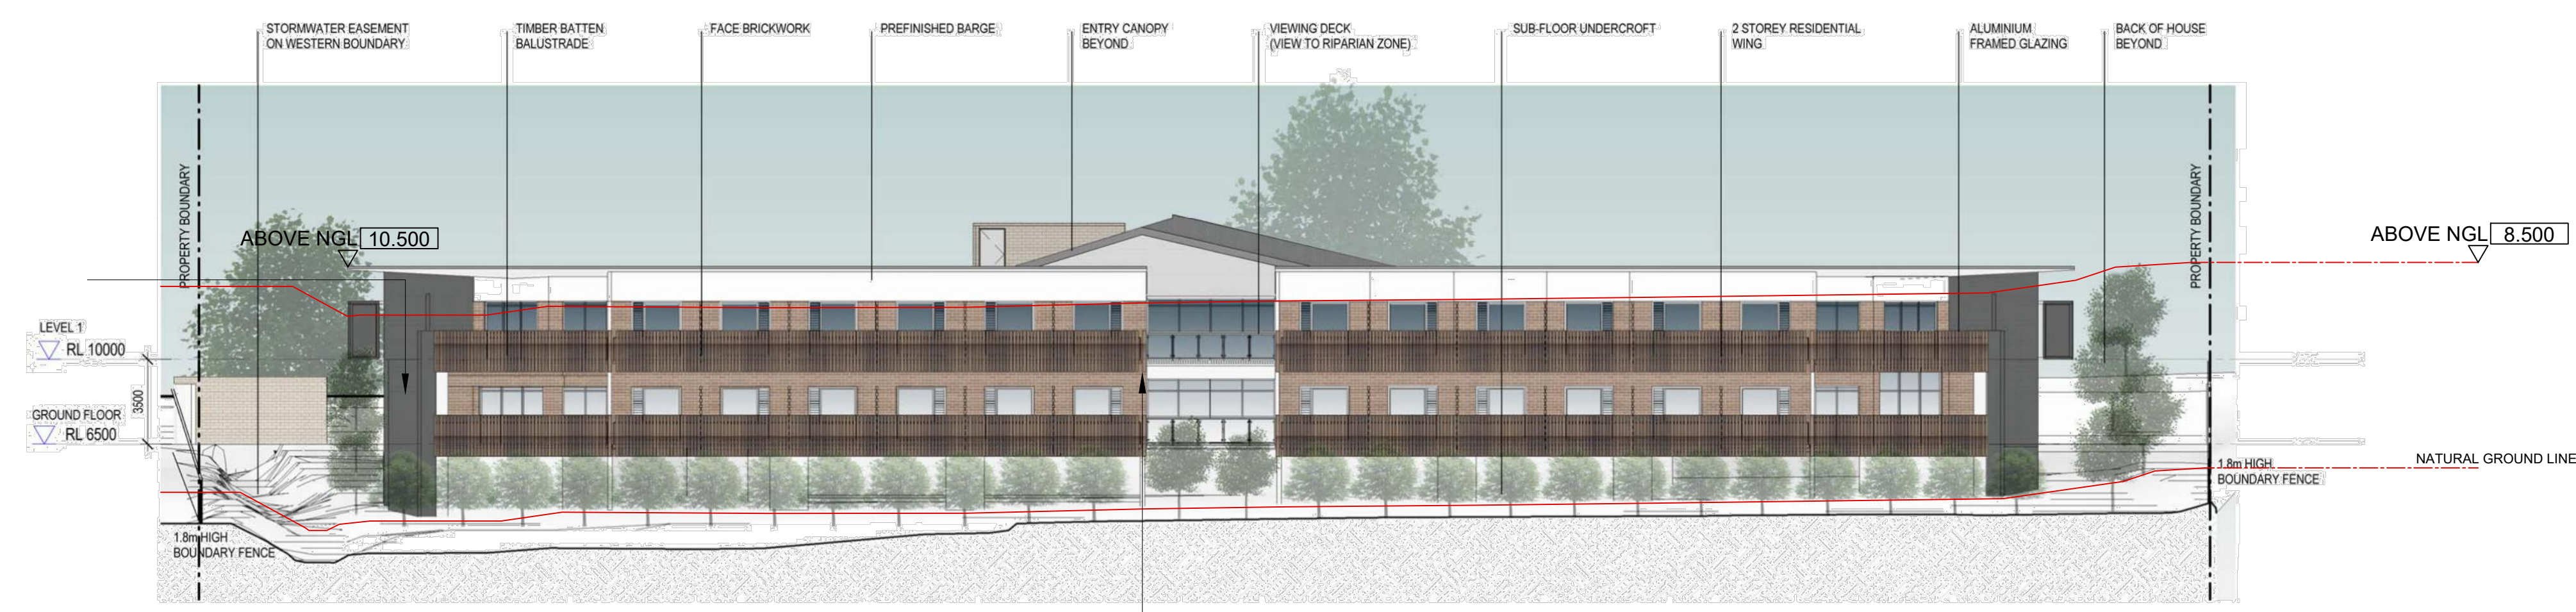 STORMWATER EASEMENT
ON WESTERN BOUNDARY
TIMBER BATTEN
BALUSTRADE
FACE BRICKWORK
PREFINISHED BARGE
ENTRY CANOPY
BEYOND
VIEWING DECK
(VIEW TO RIPARIAN ZONE)
SUB-FLOOR UNDERCROFT
2 STOREY RESIDENTIAL
WING
ALUMINIUM
FRAMED GLAZING
BACK OF HOUSE
BEYOND
PROPERTY BOUNDARY
PROPERTY BOUNDARY
ABOVE NGL 10.500
ABOVE NGL 8.500
LEVEL 1
RL 10000
3500
GROUND FLOOR
RL 6500
NATURAL GROUND LINE
1.8m HIGH
BOUNDARY FENCE
1.8m HIGH
BOUNDARY FENCE